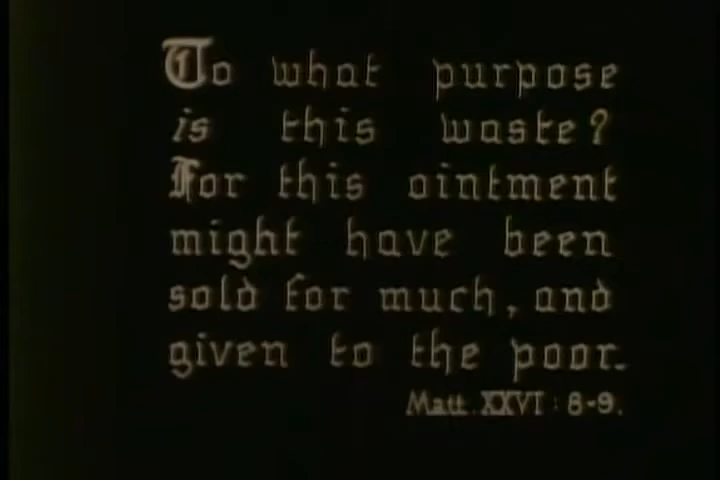 To what purpose
is this waste?
For this ointment
might have been
sold for much, and
given to the poor.
Matt. XXVI : 8-9.